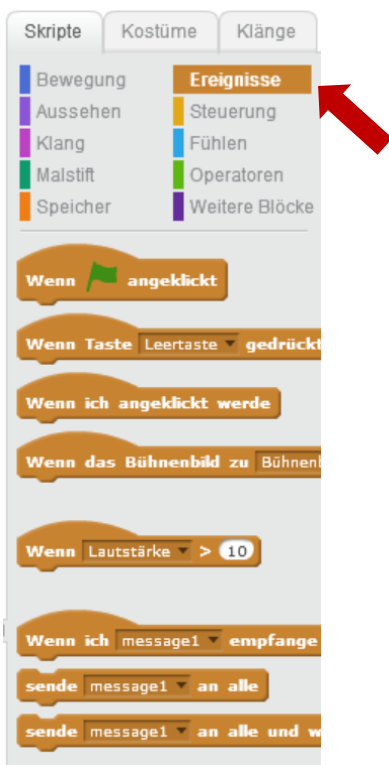 Skripte Kostüme Klänge
Bewegung Ereignisse
Aussehen Steuerung
Klang Fühlen
Malstift Operatoren
Speicher Weitere Blöcke
Wenn angeklickt
Wenn Taste Leertaste gedrückt
Wenn ich angeklickt werde
Wenn das Bühnenbild zu
Wenn Lautstärke > 10
Wenn ich message1 empfange
sende message1 an alle
sende message1 an alle und